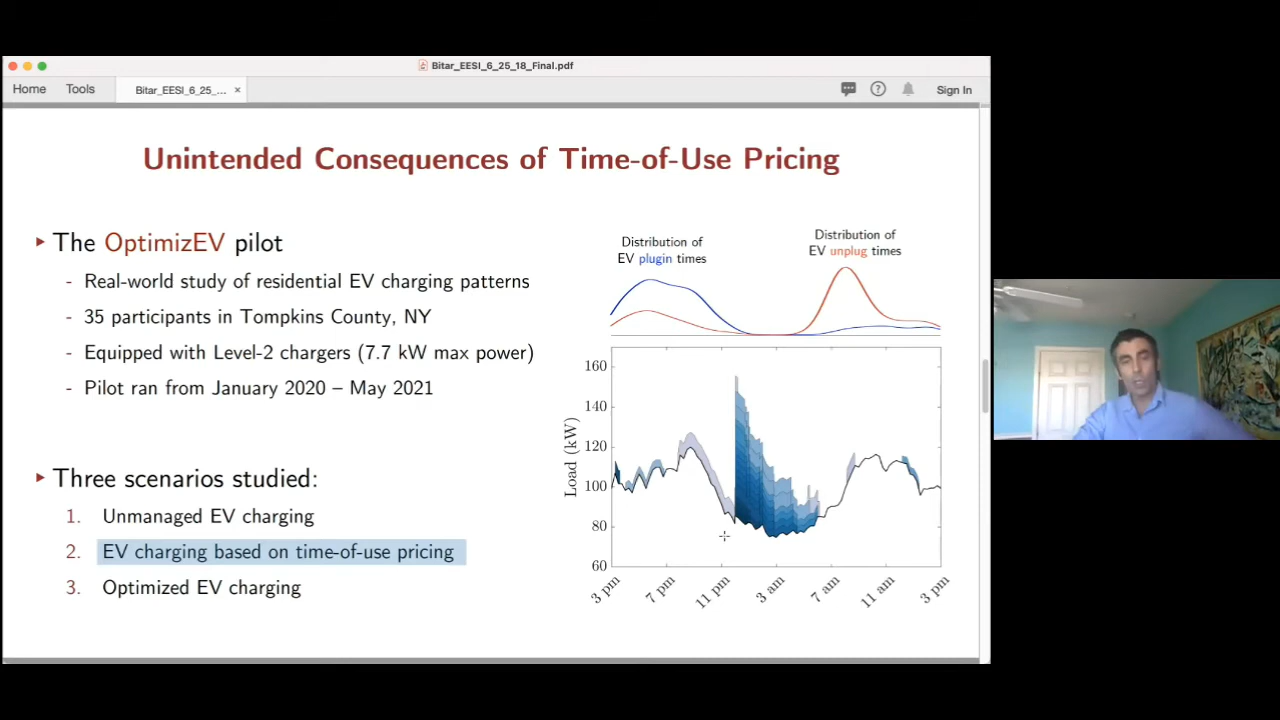 Bitar_EESI_6_25_18_Final.pdf
Home
Tools
Bitar_EESI_6_25_...
×
?
Sign In
Unintended Consequences of Time-of-Use Pricing
The OptimizEV pilot
- Real-world study of residential EV charging patterns
- 35 participants in Tompkins County, NY
- Equipped with Level-2 chargers (7.7 kW max power)
- Pilot ran from January 2020 – May 2021
Three scenarios studied:
1. Unmanaged EV charging
2. EV charging based on time-of-use pricing
3. Optimized EV charging
Distribution of
EV plugin times
Distribution of
EV unplug times
Load (kW)
160
140
120
100
80
60
3 pm
7 pm
11 pm
3 am
7 am
11 am
3 pm